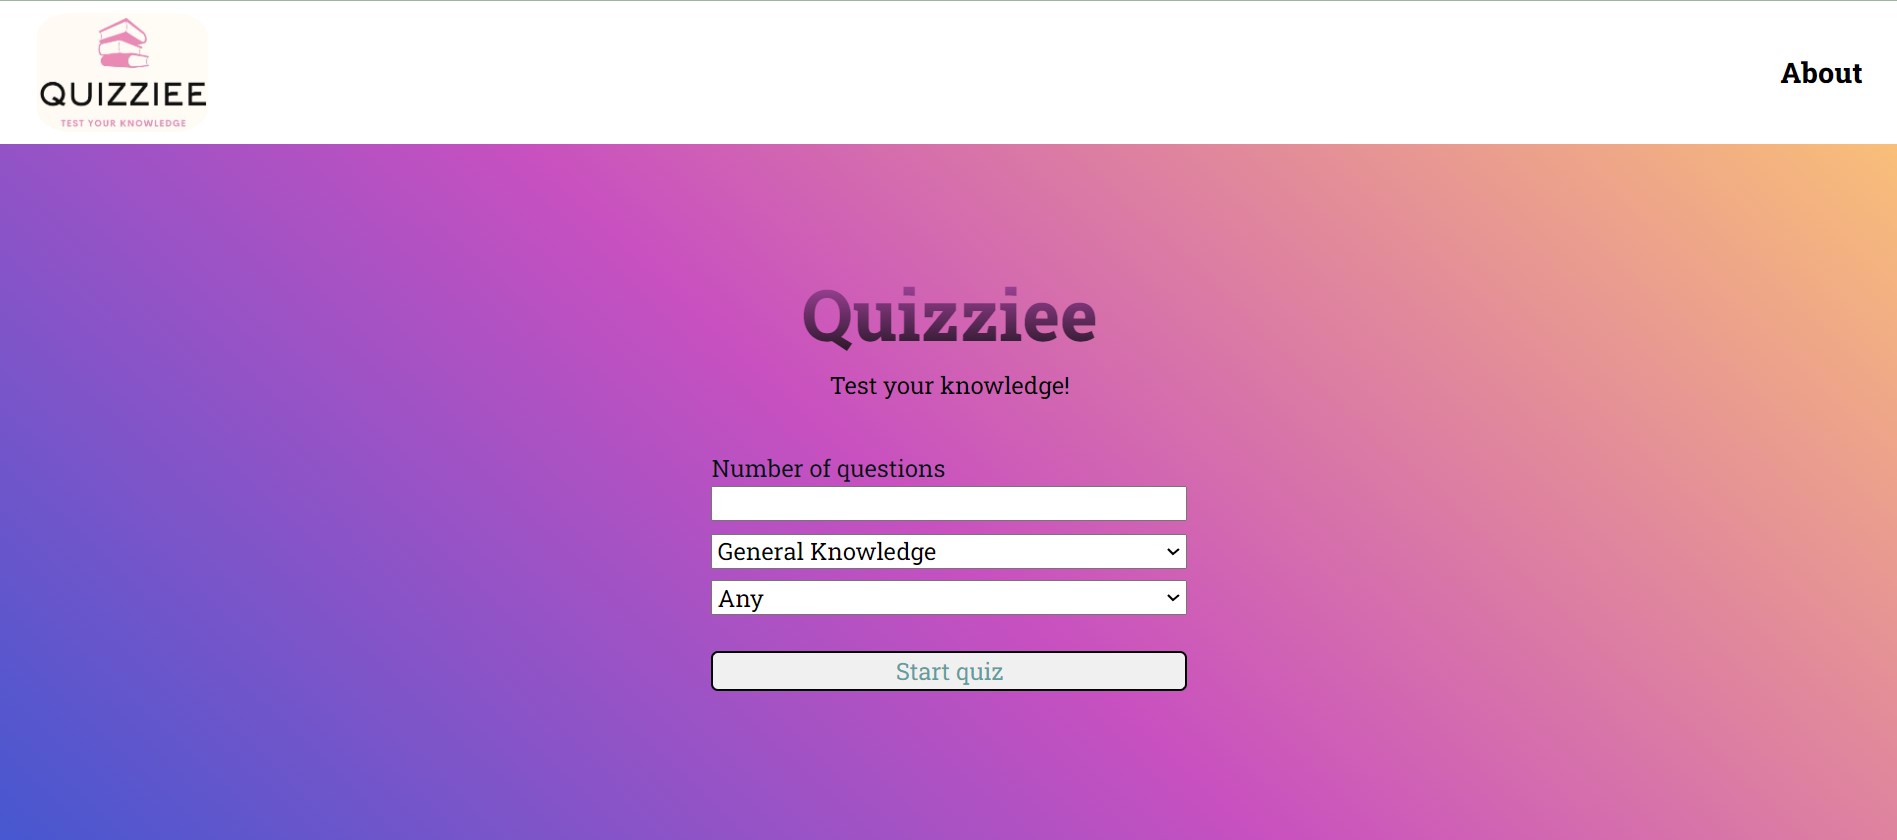 QUIZZIEE
TEST YOUR KNOWLEDGE
About
Quizziee
Test your knowledge!
Number of questions
General Knowledge
Any
Start quiz